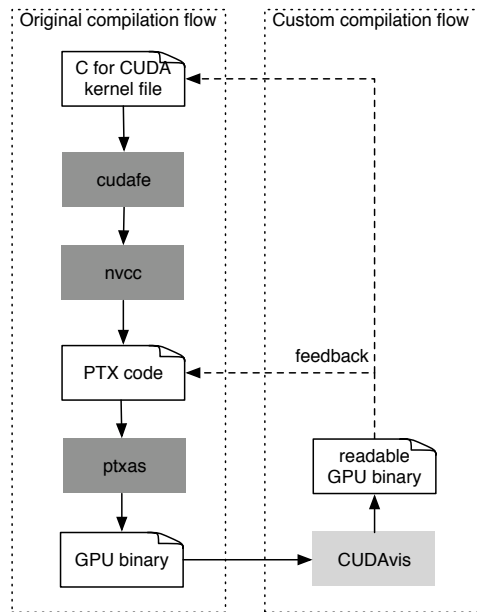 Original compilation flow
Custom compilation flow
C for CUDA
kernel file
cudafe
nvcc
PTX code
feedback
ptxas
readable
GPU binary
GPU binary
CUDAvis